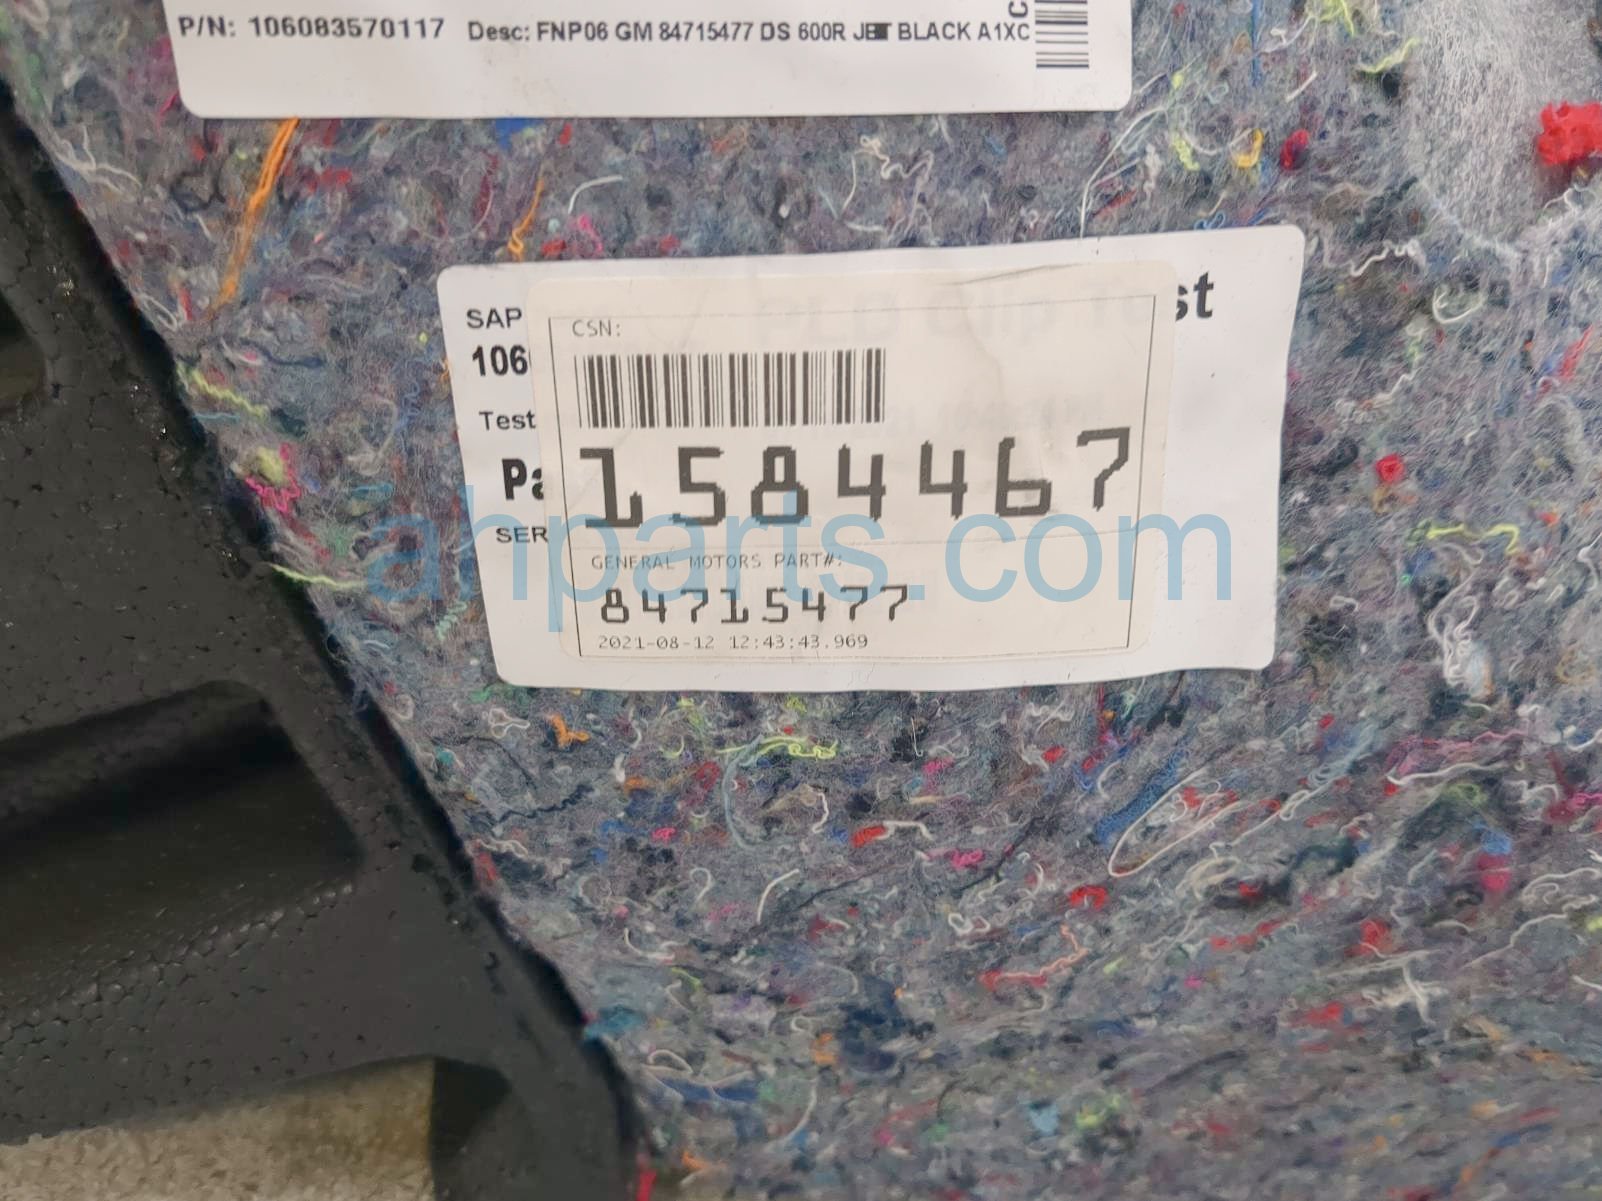 P/N: 106083570117 Desc: FNP06 GM 84715477 DS 600R JET BLACK A1XC
SAP
106
st
Test
Pa
SER
CSN:
1584467
GENERAL MOTORS PART#:
84715477
2021-08-12 12:43:43.969
ahparts.com